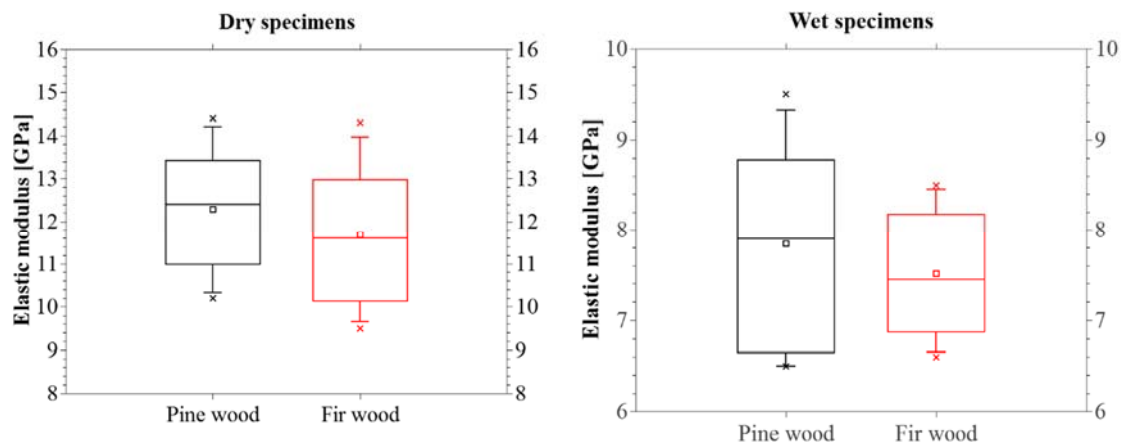 Dry specimens
Elastic modulus [GPa]
16 16
15 15
14 14
13 13
12 12
11 11
10 10
9 9
8 8
Pine wood Fir wood
Wet specimens
Elastic modulus [GPa]
10 10
9 9
8 8
7 7
6 6
Pine wood Fir wood